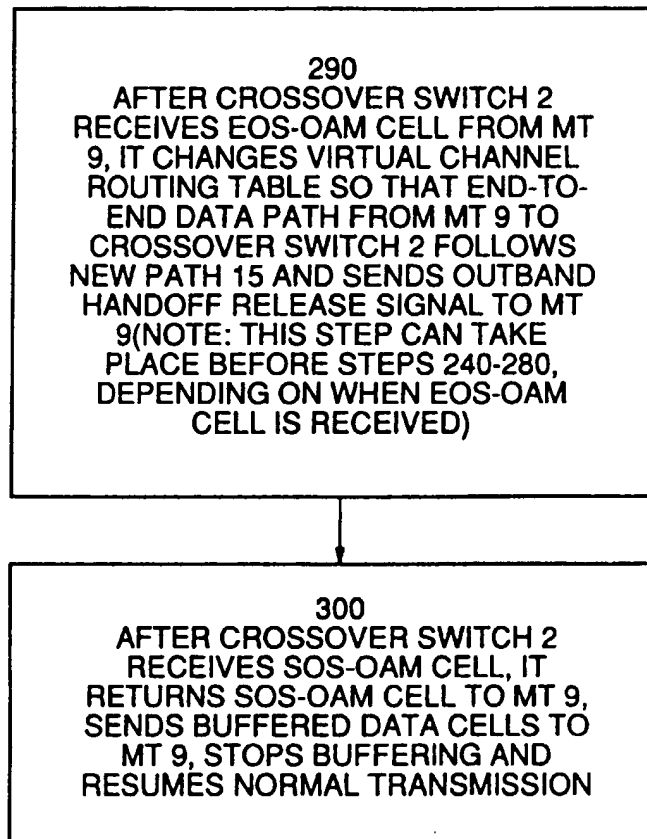 290
AFTER CROSSOVER SWITCH 2
RECEIVES EOS-OAM CELL FROM MT
9, IT CHANGES VIRTUAL CHANNEL
ROUTING TABLE SO THAT END-TO-
END DATA PATH FROM MT 9 TO
CROSSOVER SWITCH 2 FOLLOWS
NEW PATH 15 AND SENDS OUTBAND
HANDOFF RELEASE SIGNAL TO MT
9(NOTE: THIS STEP CAN TAKE
PLACE BEFORE STEPS 240-280,
DEPENDING ON WHEN EOS-OAM
CELL IS RECEIVED)
300
AFTER CROSSOVER SWITCH 2
RECEIVES SOS-OAM CELL, IT
RETURNS SOS-OAM CELL TO MT 9,
SENDS BUFFERED DATA CELLS TO
MT 9, STOPS BUFFERING AND
RESUMES NORMAL TRANSMISSION